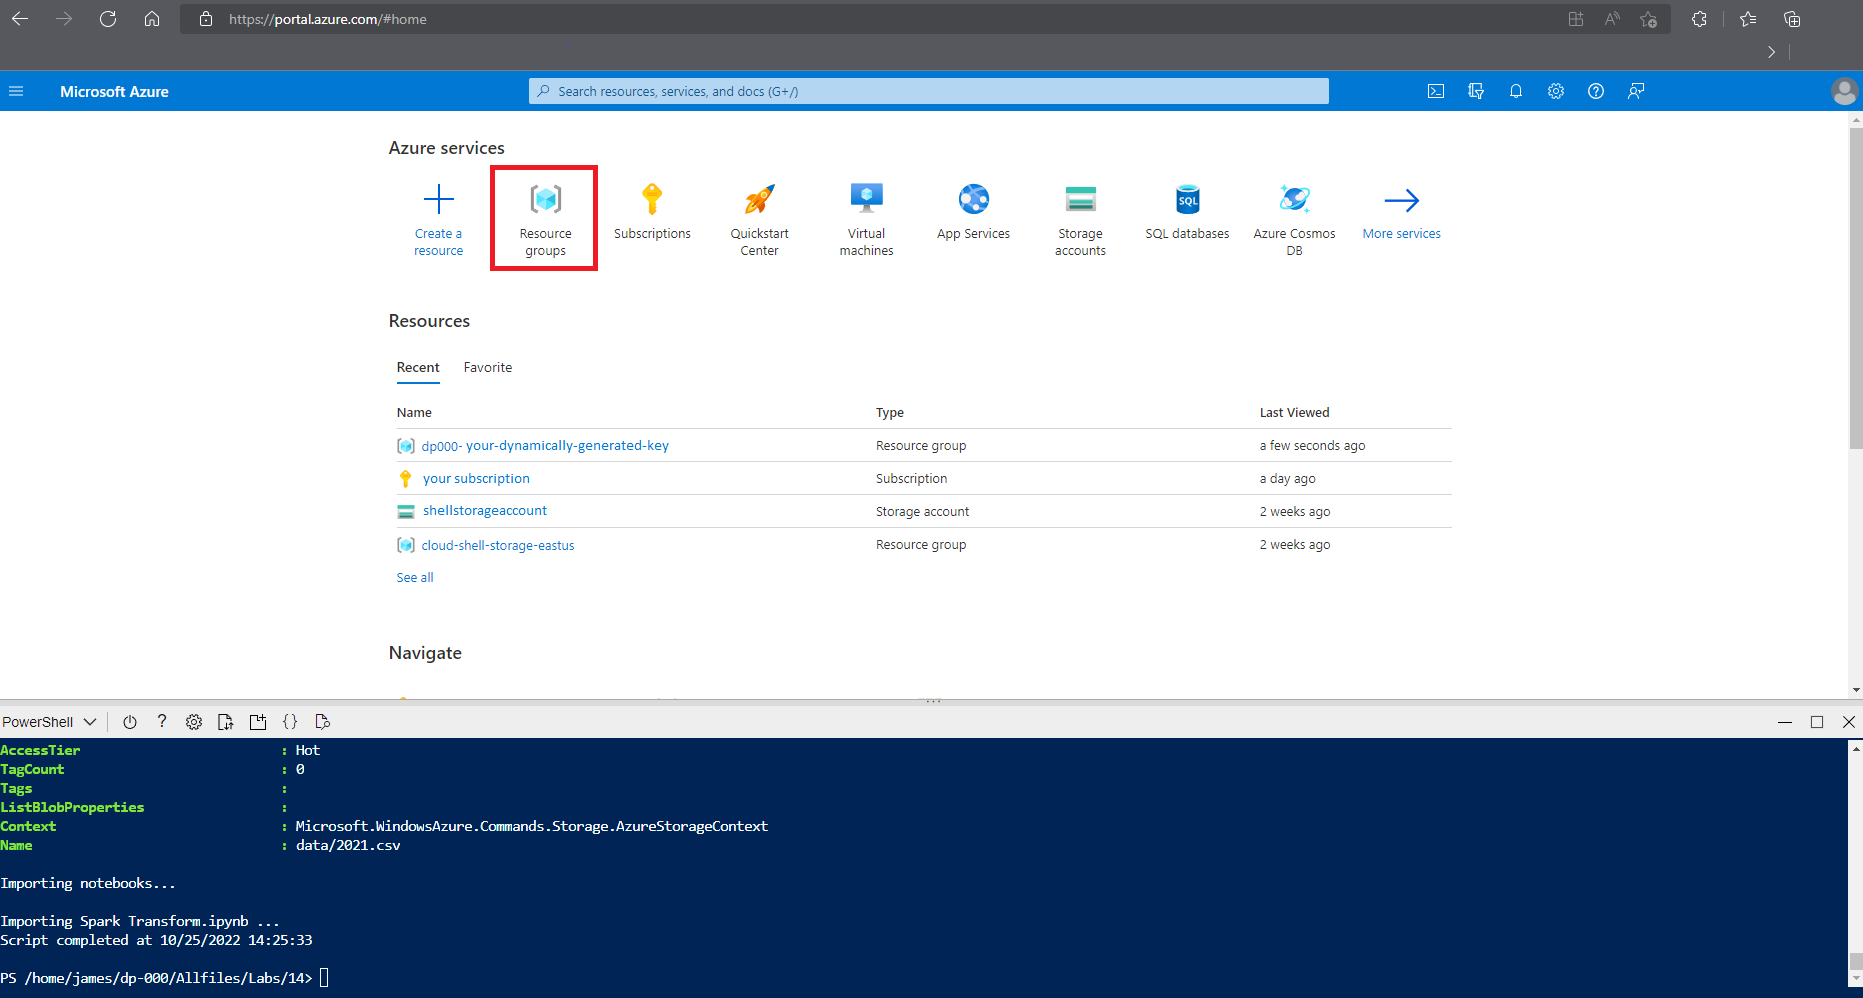 https://portal.azure.com/#home
Microsoft Azure
Search resources, services, and docs (G+/)
Azure services
Create a
resource
Resource
groups
Subscriptions
Quickstart
Center
Virtual
machines
App Services
Storage
accounts
SQL
SQL databases
Azure Cosmos
DB
More services
Resources
Recent Favorite
Name Type Last Viewed
dp000- your-dynamically-generated-key Resource group a few seconds ago
your subscription Subscription a day ago
shellstorageaccount Storage account 2 weeks ago
cloud-shell-storage-eastus Resource group 2 weeks ago
See all
Navigate
PowerShell
AccessTier : Hot
TagCount : 0
Tags :
ListBlobProperties :
Context : Microsoft.WindowsAzure.Commands.Storage.AzureStorageContext
Name : data/2021.csv
Importing notebooks...
Importing Spark Transform.ipynb ...
Script completed at 10/25/2022 14:25:33
PS /home/james/dp-000/Allfiles/Labs/14>